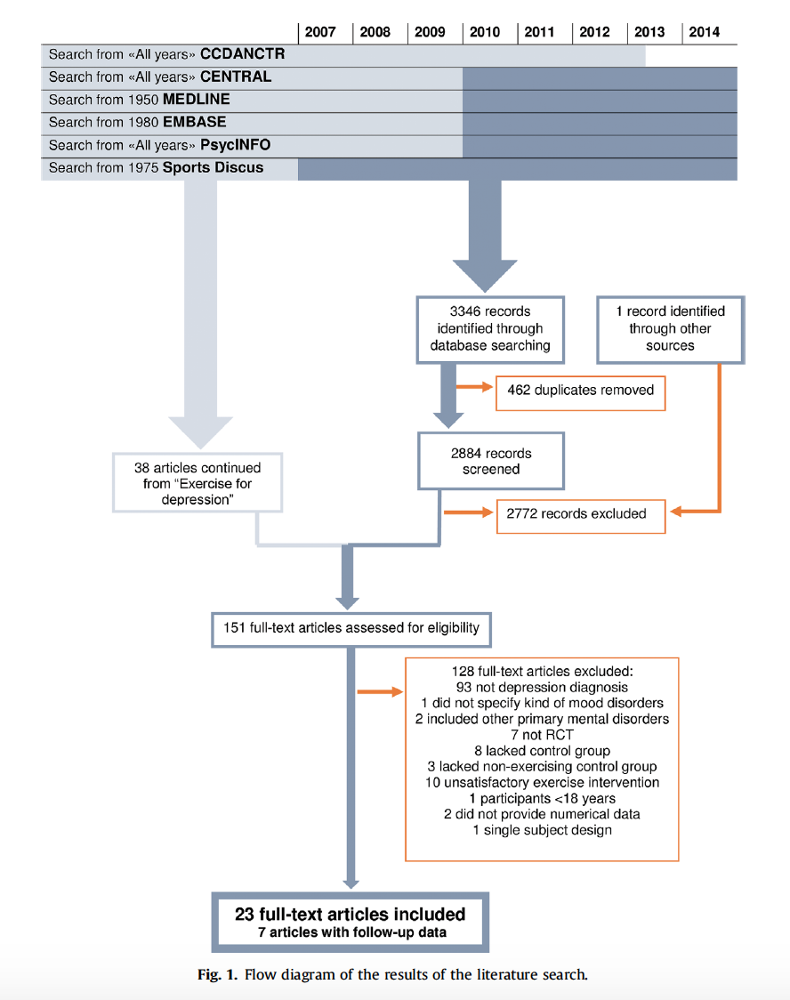 2007 2008 2009 2010 2011 2012 2013 2014
Search from «All years» CCDANCTR
Search from «All years» CENTRAL
Search from 1950 MEDLINE
Search from 1980 EMBASE
Search from «All years» PsycINFO
Search from 1975 Sports Discus
3346 records
identified through
database searching
1 record identified
through other
sources
462 duplicates removed
2884 records
screened
38 articles continued
from “Exercise for
depression”
2772 records excluded
151 full-text articles assessed for eligibility
128 full-text articles excluded:
93 not depression diagnosis
1 did not specify kind of mood disorders
2 included other primary mental disorders
7 not RCT
8 lacked control group
3 lacked non-exercising control group
10 unsatisfactory exercise intervention
1 participants <18 years
2 did not provide numerical data
1 single subject design
23 full-text articles included
7 articles with follow-up data
Fig. 1. Flow diagram of the results of the literature search.